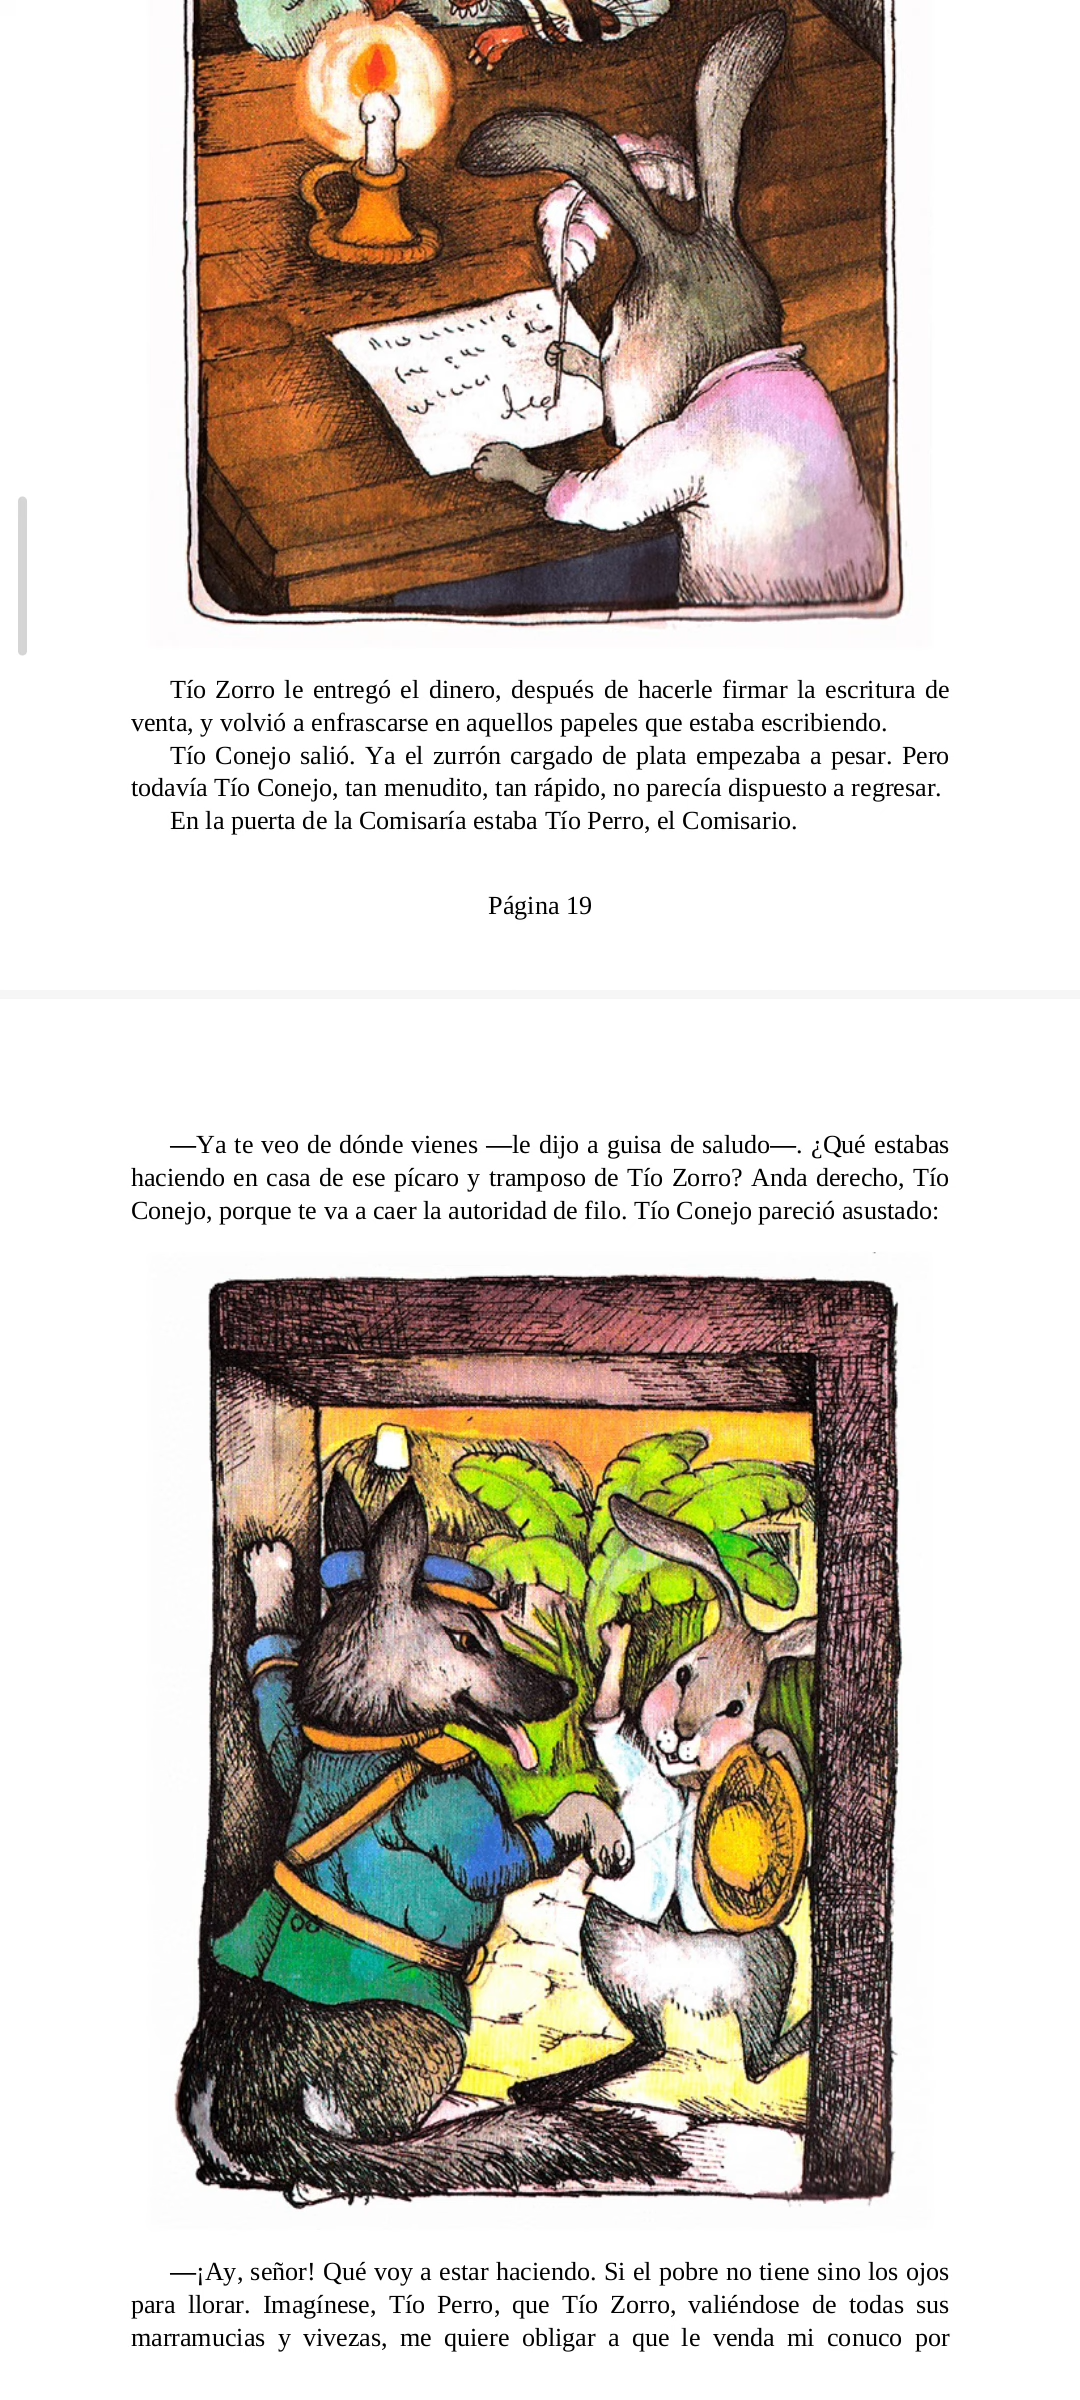 Tío Zorro le entregó el dinero, después de hacerle firmar la escritura de
venta, y volvió a enfrascarse en aquellos papeles que estaba escribiendo.
Tío Conejo salió. Ya el zurrón cargado de plata empezaba a pesar. Pero
todavía Tío Conejo, tan menudito, tan rápido, no parecía dispuesto a regresar.
En la puerta de la Comisaría estaba Tío Perro, el Comisario.
Página 19
—Ya te veo de dónde vienes —le dijo a guisa de saludo—. ¿Qué estabas
haciendo en casa de ese pícaro y tramposo de Tío Zorro? Anda derecho, Tío
Conejo, porque te va a caer la autoridad de filo. Tío Conejo pareció asustado:
—¡Ay, señor! Qué voy a estar haciendo. Si el pobre no tiene sino los ojos
para llorar. Imagínese, Tío Perro, que Tío Zorro, valiéndose de todas sus
marramucias y vivezas, me quiere obligar a que le venda mi conuco por